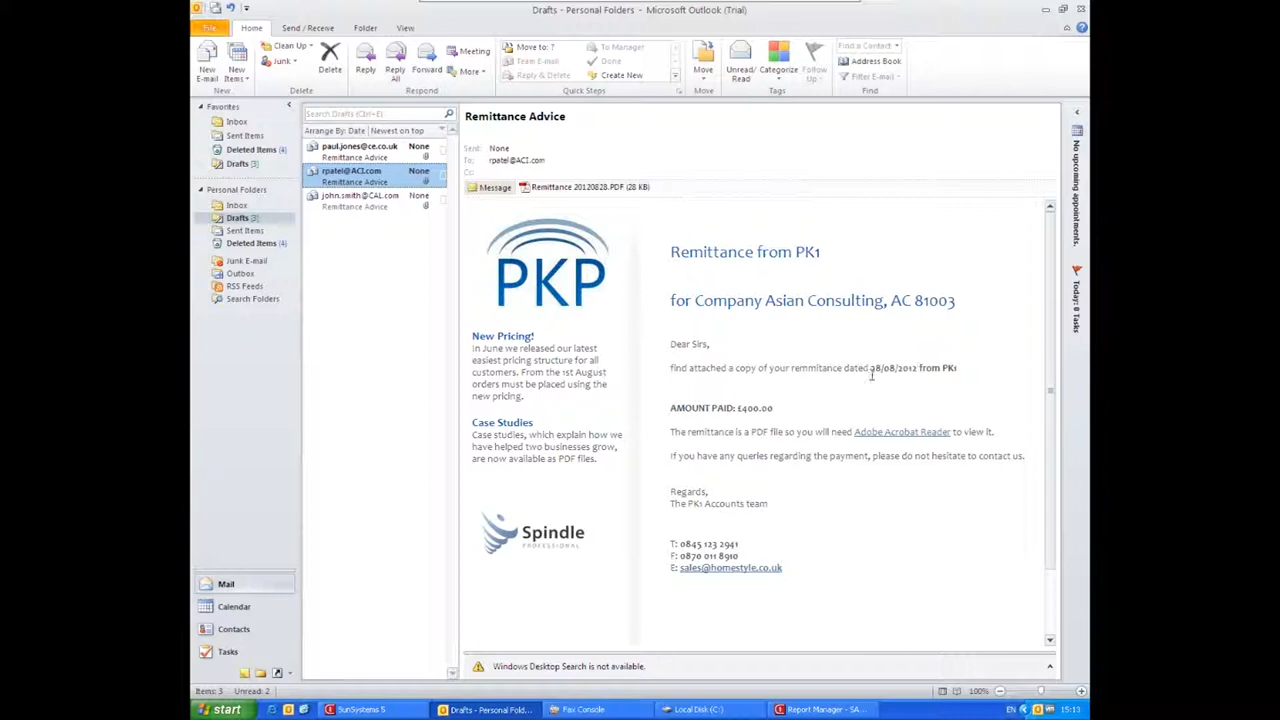 Drafts - Personal Folders - Microsoft Outlook (Trial)
File Home Send / Receive Folder View
New E-mail
New Items
Clean Up
Junk
Delete
Reply
Reply All
Forward
Meeting
More
Move to: ?
Team E-mail
Reply & Delete
To Manager
Done
Create New
Move
Unread/ Read
Categorize
Follow Up
Find a Contact
Address Book
Filter E-mail
New Delete Respond Quick Steps Move Tags Find
Favorites
Inbox
Sent Items
Deleted Items (4)
Drafts [3]
Personal Folders
Inbox
Drafts [3]
Sent Items
Deleted Items (4)
Junk E-mail
Outbox
RSS Feeds
Search Folders
Mail
Calendar
Contacts
Tasks
Search Drafts (Ctrl+E)
Arrange By: Date Newest on top
paul.jones@ce.co.uk None
Remittance Advice
rpatel@ACI.com None
Remittance Advice
john.smith@CAL.com None
Remittance Advice
Remittance Advice
Sent: None
To: rpatel@ACI.com
Cc:
Message Remittance 20120828.PDF (28 KB)
PKP
New Pricing!
In June we released our latest
easiest pricing structure for all
customers. From the 1st August
orders must be placed using the
new pricing.
Case Studies
Case studies, which explain how we
have helped two businesses grow,
are now available as PDF files.
Spindle
PROFESSIONAL
Remittance from PK1
for Company Asian Consulting, AC 81003
Dear Sirs,
find attached a copy of your remmitance dated 28/08/2012 from PK1
AMOUNT PAID: £400.00
The remittance is a PDF file so you will need Adobe Acrobat Reader to view it.
If you have any queries regarding the payment, please do not hesitate to contact us.
Regards,
The PK1 Accounts team
T: 0845 123 2941
F: 0870 011 8910
E: sales@homestyle.co.uk
No upcoming appointments.
Today: 0 Tasks
Windows Desktop Search is not available.
Items: 3 Unread: 2
100%
start
SunSystems 5
Drafts - Personal Fold...
Fax Console
Local Disk (C:)
Report Manager - SA...
EN
15:13